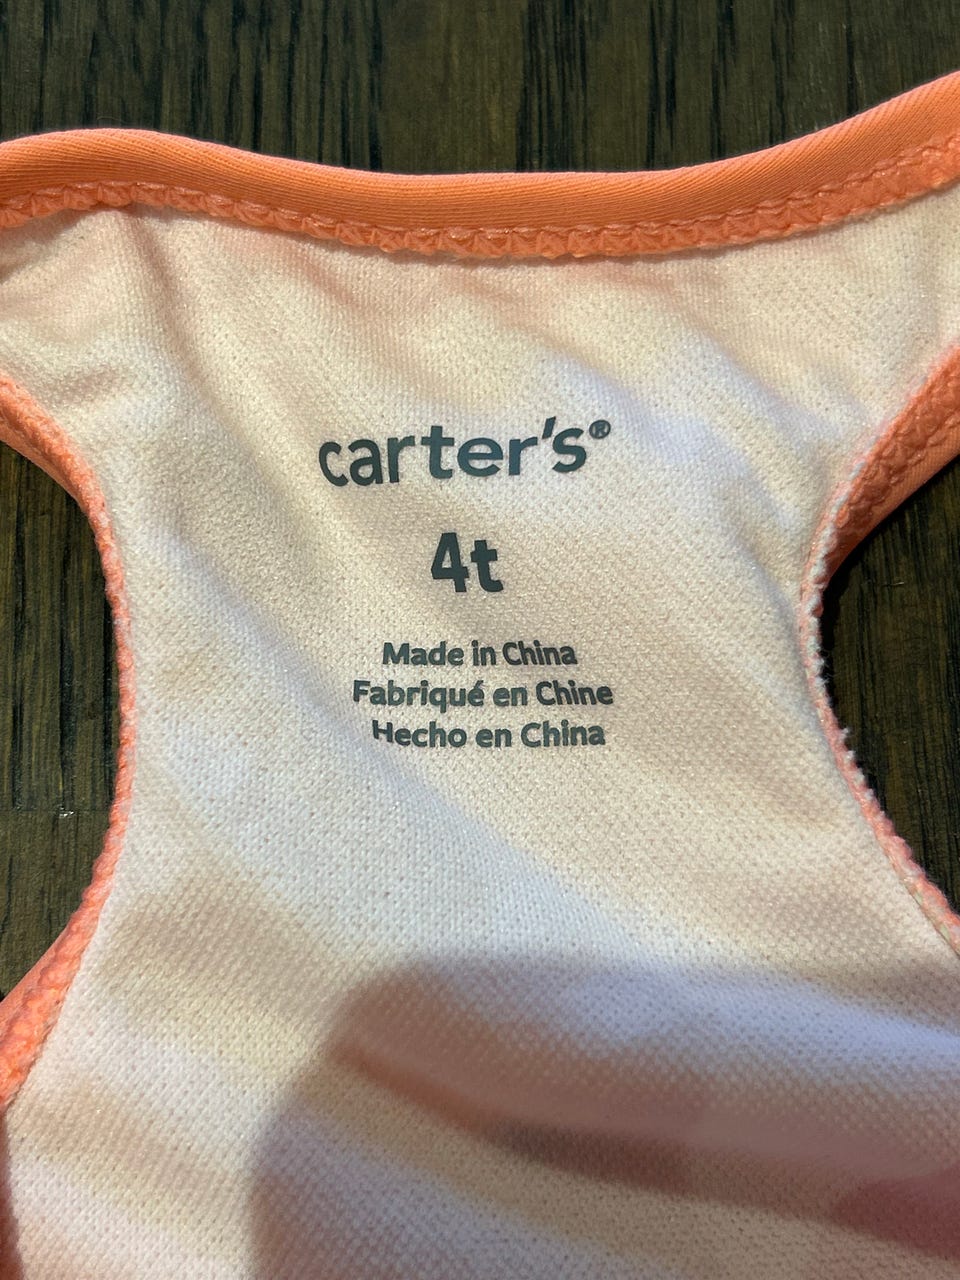 carter's®
4t
Made in China
Fabriqué en Chine
Hecho en China